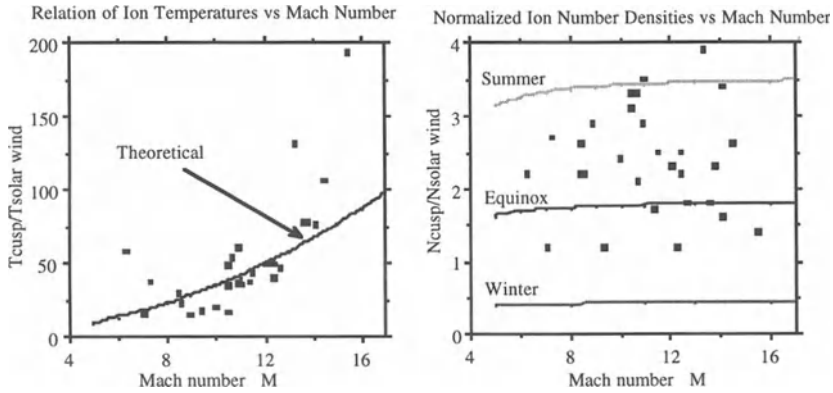 Relation of Ion Temperatures vs Mach Number
Tcusp/Tsolar wind
200
150
100
50
0
Theoretical
4
8
12
16
Mach number M
Normalized Ion Number Densities vs Mach Number
Ncusp/Nsolar wind
4
3
2
1
0
Summer
Equinox
Winter
4
8
12
16
Mach number M